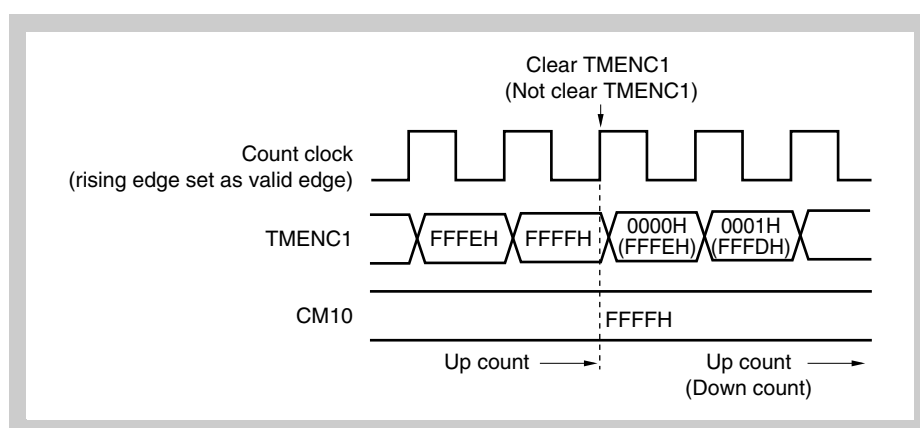 Clear TMENC1
(Not clear TMENC1)
Count clock
(rising edge set as valid edge)
TMENC1
FFFEH
FFFFH
0000H
(FFFEH)
0001H
(FFFDH)
CM10
FFFFH
Up count
Up count
(Down count)